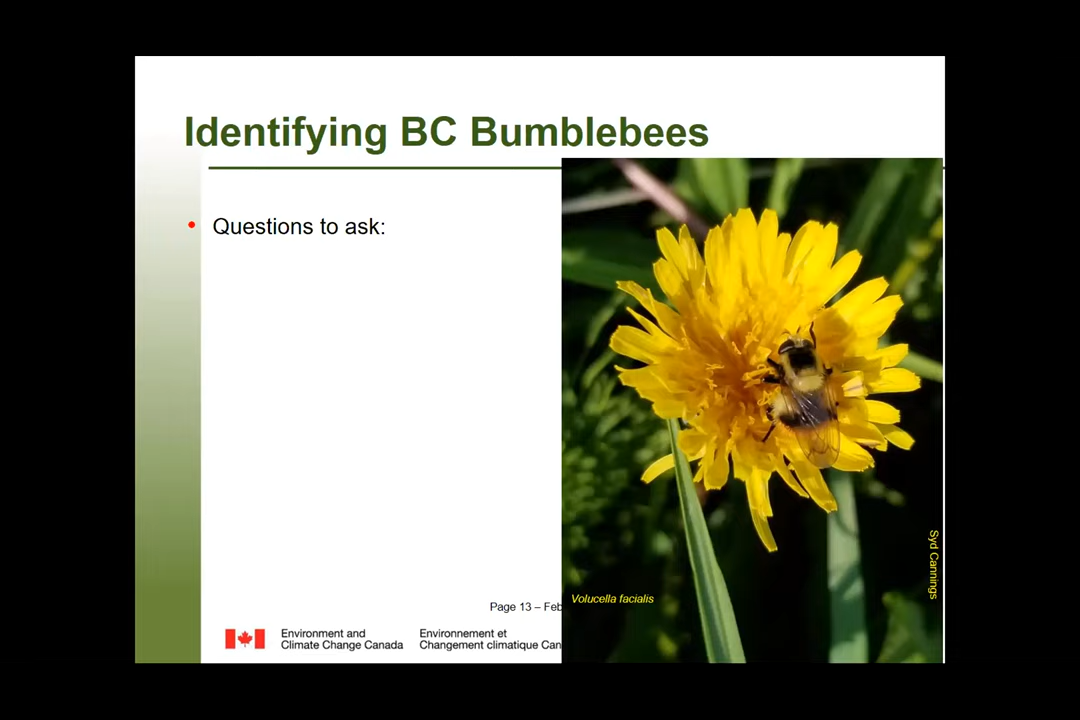 Identifying BC Bumblebees
• Questions to ask:
Syd Cannings
Volucella facialis
Page 13 – Feb
Environment and
Climate Change Canada
Environnement et
Changement climatique Can